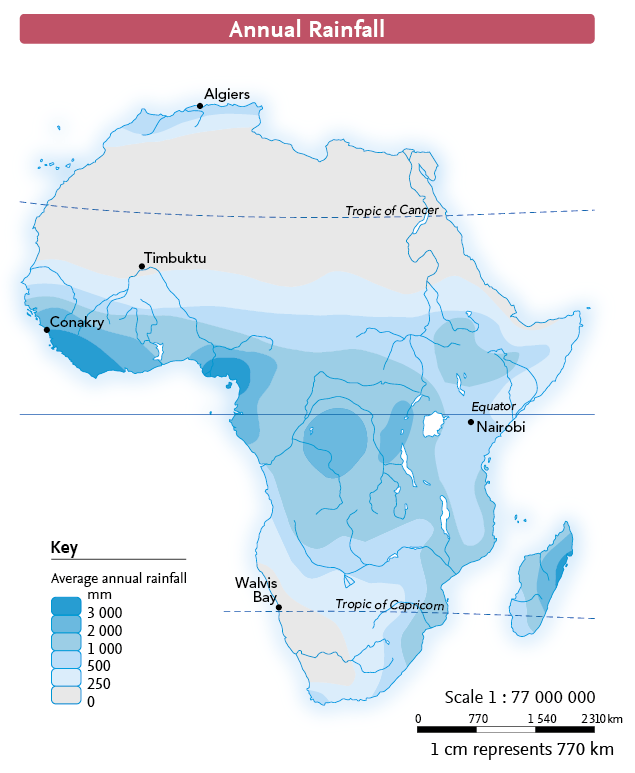 Annual Rainfall
Algiers
Tropic of Cancer
Timbuktu
Conakry
Equator
Nairobi
Key
Average annual rainfall
mm
3 000
2 000
1 000
500
250
0
Walvis
Bay
Tropic of Capricorn
Scale 1 : 77 000 000
0 770 1 540 2310 km
1 cm represents 770 km